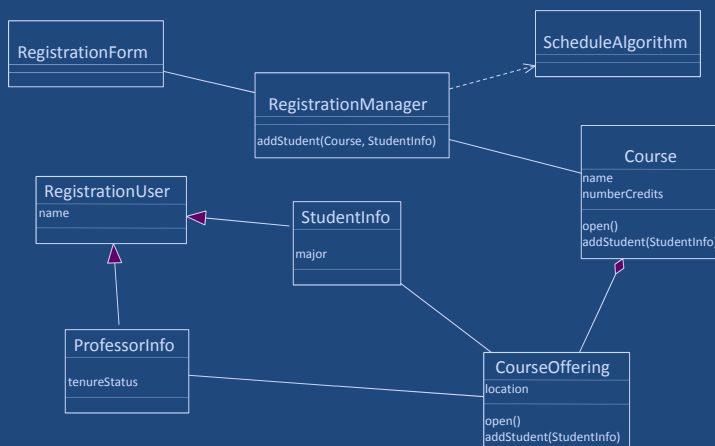 RegistrationForm
ScheduleAlgorithm
RegistrationManager
addStudent(Course, StudentInfo)
Course
name
numberCredits
open()
addStudent(StudentInfo)
RegistrationUser
name
StudentInfo
major
ProfessorInfo
tenureStatus
CourseOffering
location
open()
addStudent(StudentInfo)